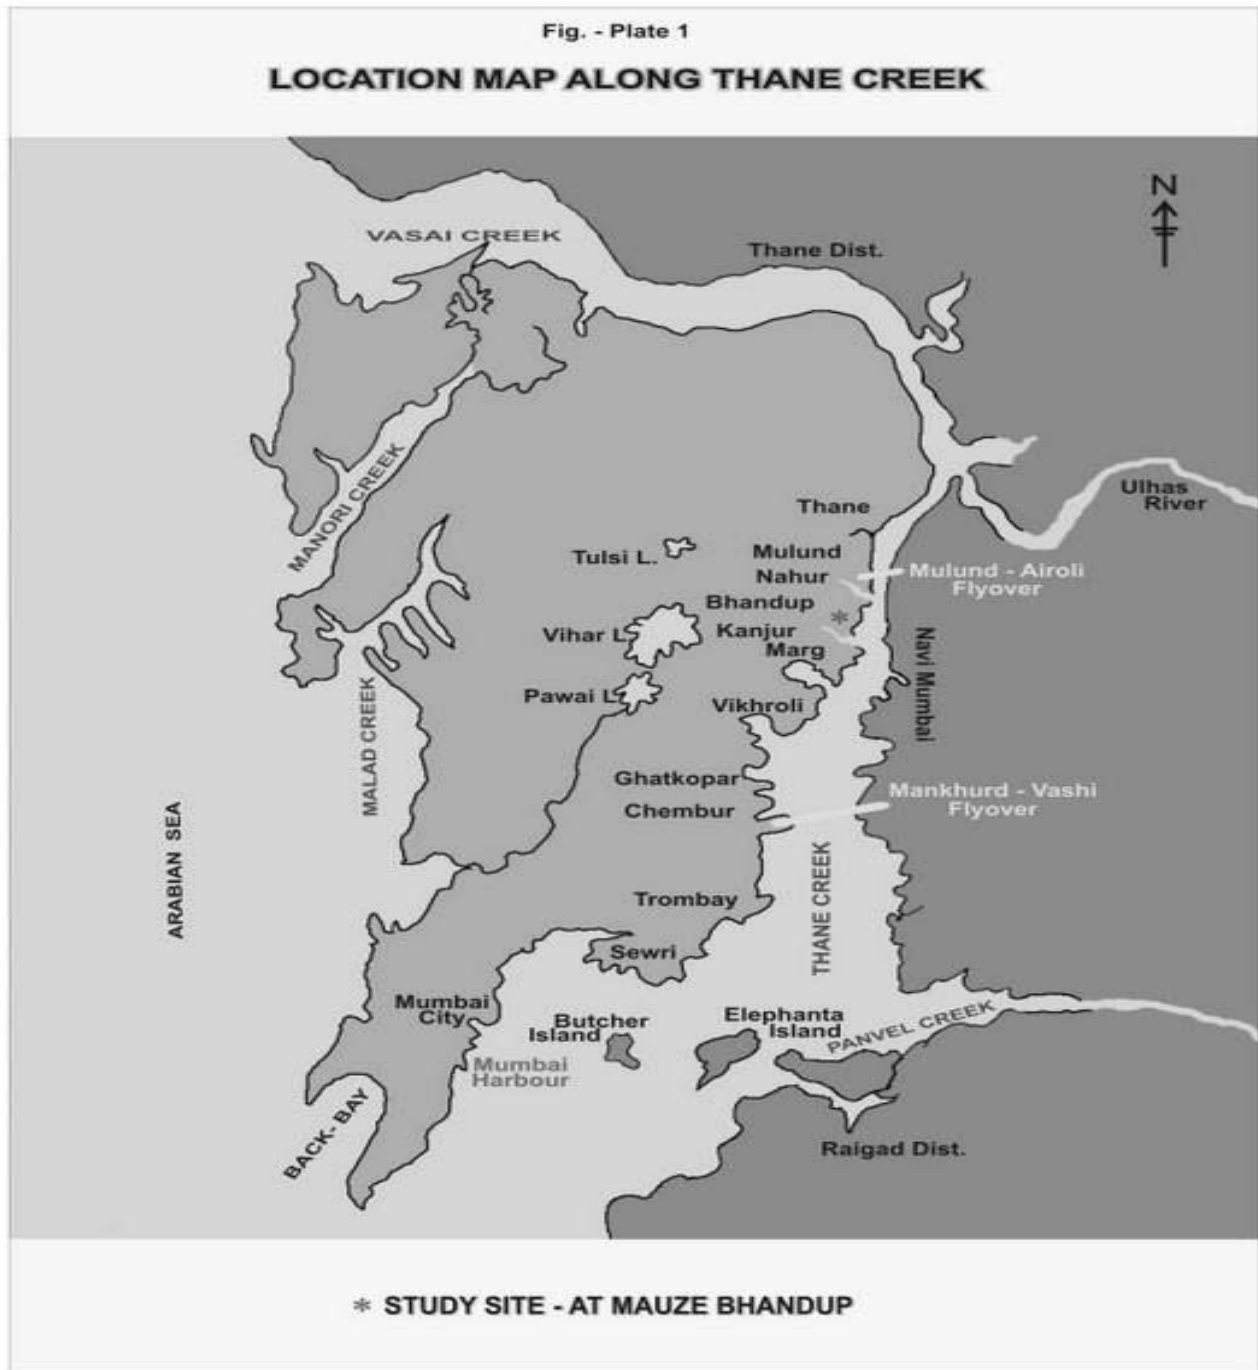 Fig. - Plate 1
LOCATION MAP ALONG THANE CREEK
N
VASAI CREEK
Thane Dist.
MANORI CREEK
Ulhas
River
Thane
Tulsi L.
Mulund
Nahur
Mulund - Airoli
Flyover
Bhandup
*
Vihar L
Kanjur
Marg
Navi Mumbai
Pawai L
Vikhroli
MALAD CREEK
Ghatkopar
Chembur
Mankhurd - Vashi
Flyover
ARABIAN SEA
THANE CREEK
Trombay
Sewri
Mumbai
City
Butcher
Island
Elephanta
Island
PANVEL CREEK
Mumbai
Harbour
BACK- BAY
Raigad Dist.
* STUDY SITE - AT MAUZE BHANDUP